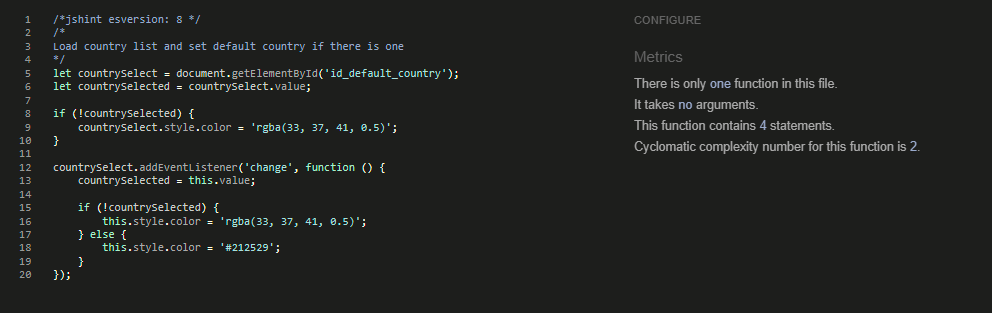 1 /*jshint esversion: 8 */
2 /*
3 Load country list and set default country if there is one
4 */
5 let countrySelect = document.getElementById('id_default_country');
6 let countrySelected = countrySelect.value;
7
8 if (!countrySelected) {
9     countrySelect.style.color = 'rgba(33, 37, 41, 0.5)';
10 }
11
12 countrySelect.addEventListener('change', function () {
13     countrySelected = this.value;
14
15     if (!countrySelected) {
16         this.style.color = 'rgba(33, 37, 41, 0.5)';
17     } else {
18         this.style.color = '#212529';
19     }
20 });
CONFIGURE
Metrics
There is only one function in this file.
It takes no arguments.
This function contains 4 statements.
Cyclomatic complexity number for this function is 2.